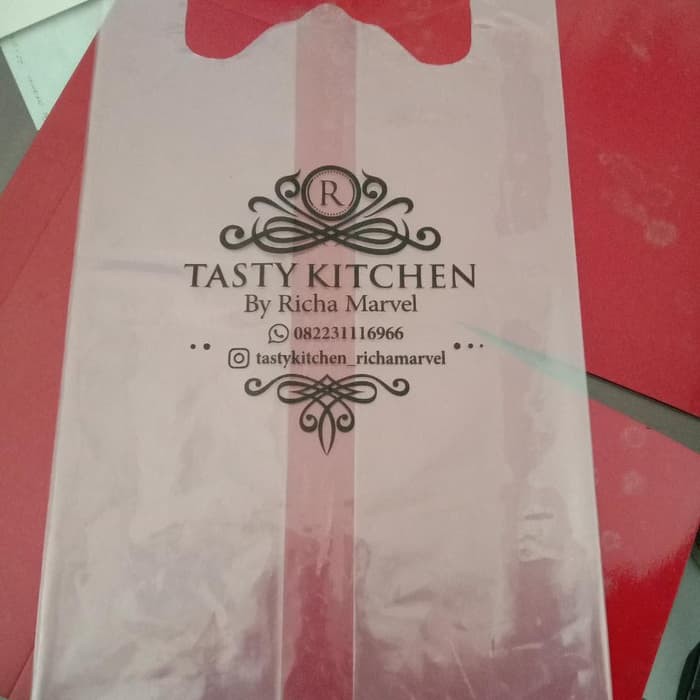 R
TASTY KITCHEN
By Richa Marvel
082231116966
tastykitchen_richamarvel